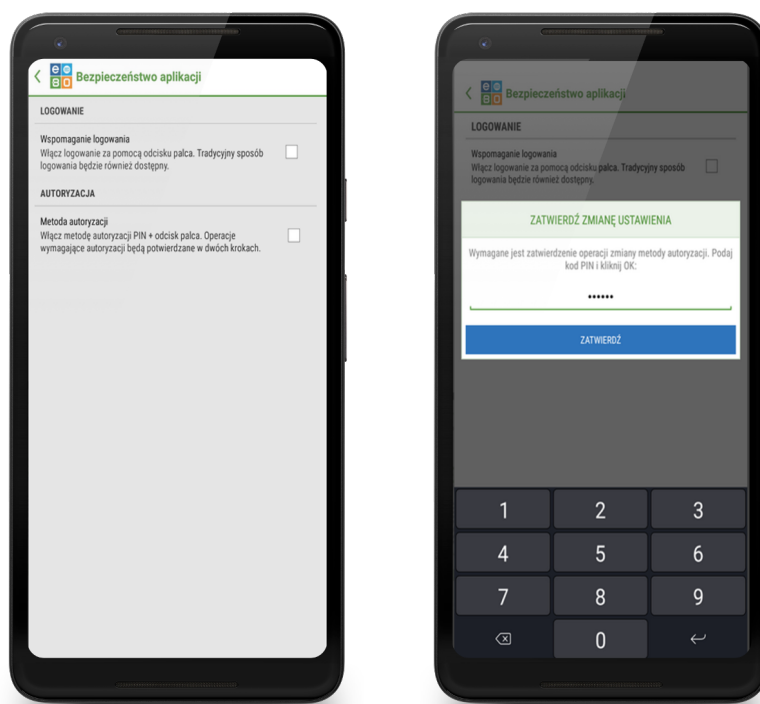 Bezpieczeństwo aplikacji
LOGOWANIE
Wspomaganie logowania
Włącz logowanie za pomocą odcisku palca. Tradycyjny sposób
logowania będzie również dostępny.
AUTORYZACJA
Metoda autoryzacji
Włącz metodę autoryzacji PIN + odcisk palca. Operacje
wymagające autoryzacji będą potwierdzane w dwóch krokach.
Bezpieczeństwo aplikacji
LOGOWANIE
Wspomaganie logowania
Włącz logowanie za pomocą odcisku palca. Tradycyjny sposób
logowania będzie również dostępny.
ZATWIERDŹ ZMIANĘ USTAWIENIA
Wymagane jest zatwierdzenie operacji zmiany metody autoryzacji. Podaj
kod PIN i kliknij OK:
••••••
ZATWIERDŹ
1 2 3
4 5 6
7 8 9
0